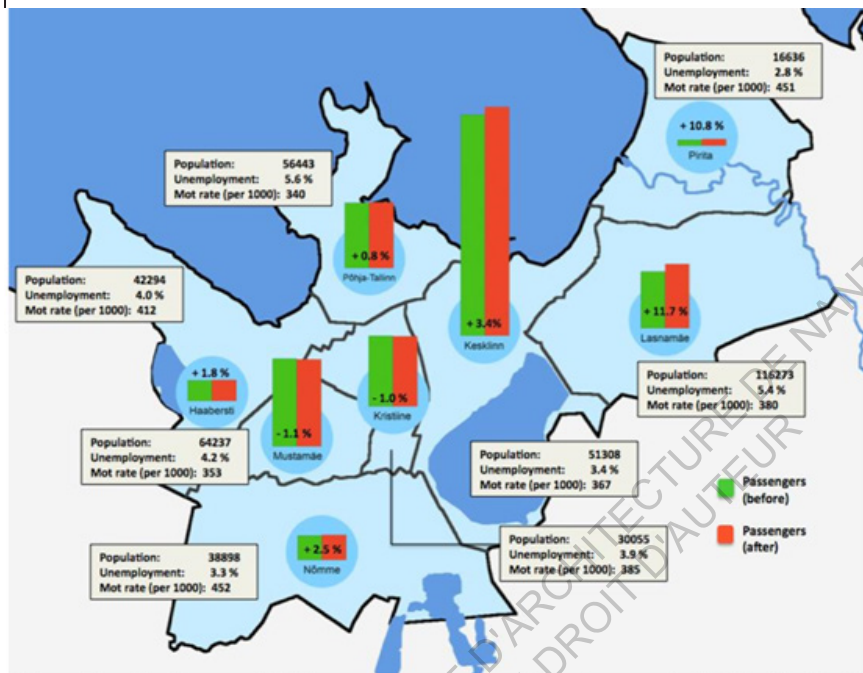 Population: 16636
Unemployment: 2.8 %
Mot rate (per 1000): 451
+ 10.8 %
Pirita
Population: 56443
Unemployment: 5.6 %
Mot rate (per 1000): 340
+ 0.8 %
Põhja-Tallinn
+ 3.4%
Kesklinn
Population: 42294
Unemployment: 4.0 %
Mot rate (per 1000): 412
+ 11.7 %
Lasnamäe
+ 1.8 %
Haabersti
- 1.1 %
Mustamäe
- 1.0 %
Kristiine
Population: 116273
Unemployment: 5.4 %
Mot rate (per 1000): 380
Population: 64237
Unemployment: 4.2 %
Mot rate (per 1000): 353
Population: 51308
Unemployment: 3.4 %
Mot rate (per 1000): 367
Passengers
(before)
Passengers
(after)
Population: 30055
Unemployment: 3.9 %
Mot rate (per 1000): 385
Population: 38898
Unemployment: 3.3 %
Mot rate (per 1000): 452
+ 2.5 %
Nõmme
E D'ARCHITECTURE DE NANT
DROIT D'AUTEUR